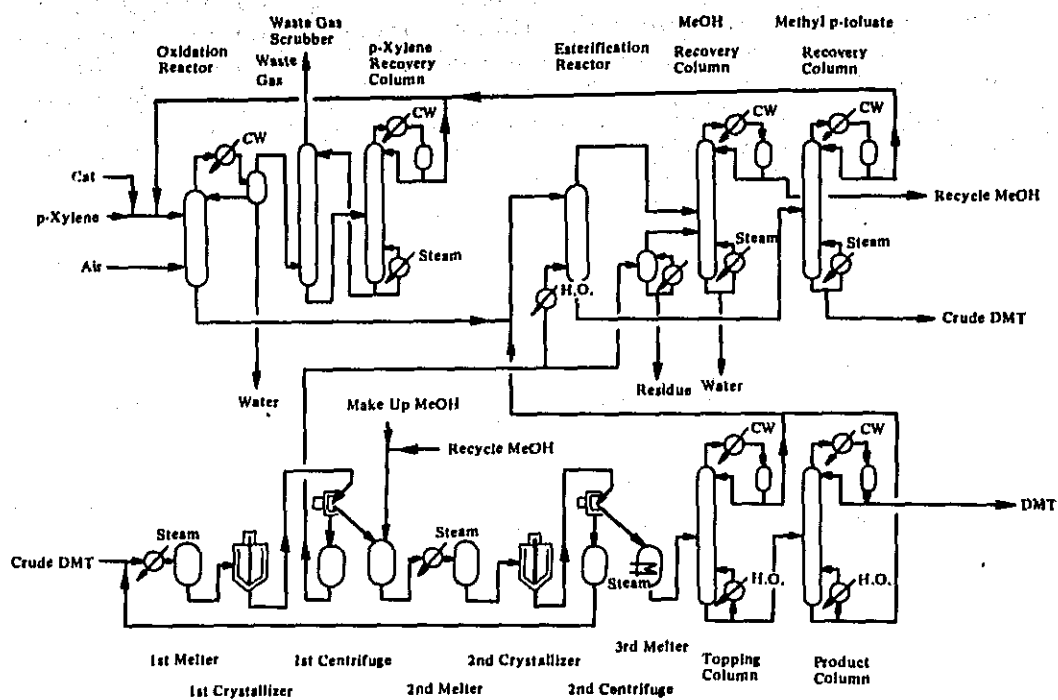 Waste Gas
Scrubber
Waste
Gas
Oxidation
Reactor
p-Xylene
Recovery
Column
Esterification
Reactor
MeOH
Recovery
Column
Methyl p-toluate
Recovery
Column
CW
CW
CW
CW
Cat
p-Xylene
Air
Steam
Steam
Steam
H.O.
Recycle MeOH
Crude DMT
Water
Residue
Water
Make Up MeOH
Recycle MeOH
CW
CW
DMT
Steam
Crude DMT
Steam
Steam
H.O.
H.O.
1st Melter
1st Centrifuge
2nd Crystallizer
3rd Melter
Topping
Column
Product
Column
1st Crystallizer
2nd Melter
2nd Centrifuge